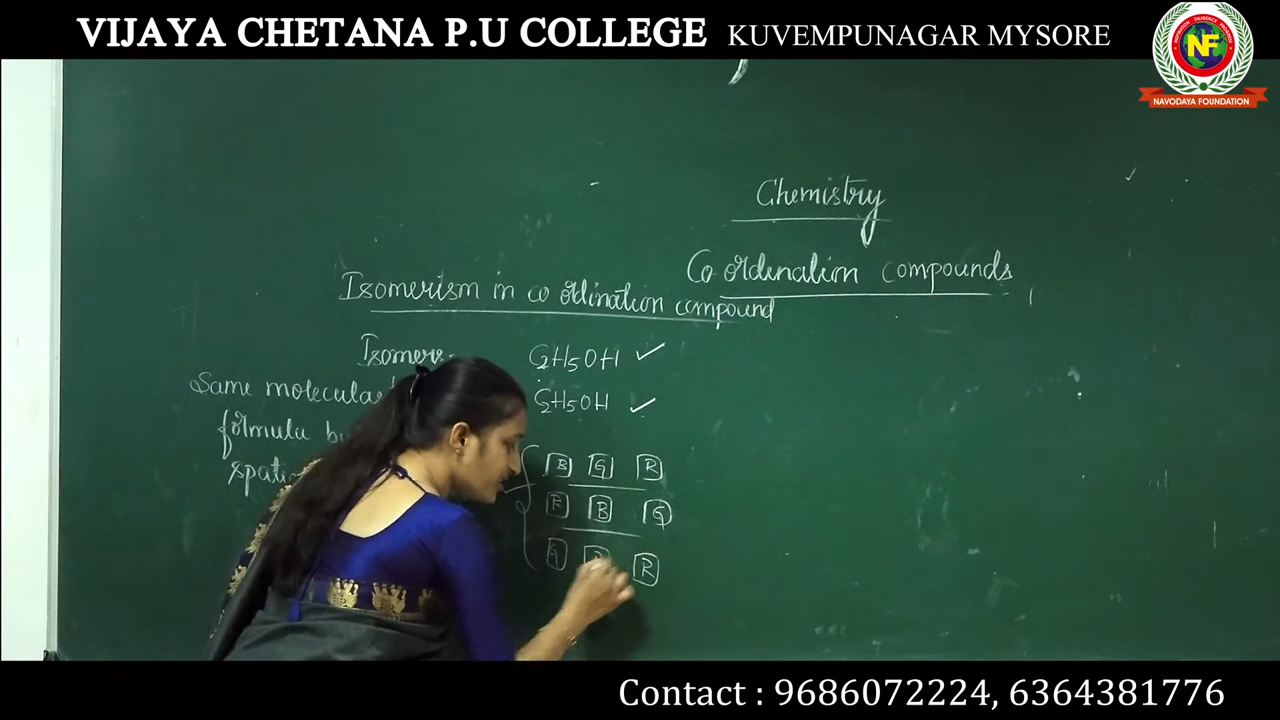 VIJAYA CHETANA P.U COLLEGE KUVEMPUNAGAR MYSORE
NF
NAVODAYA FOUNDATION
Chemistry
Co ordination compounds
Isomerism in co ordination compound
Isomers
C2H5OH ✓
Same molecular
C2H5OH ✓
formula
B G R
R B G
G R
Contact : 9686072224, 6364381776